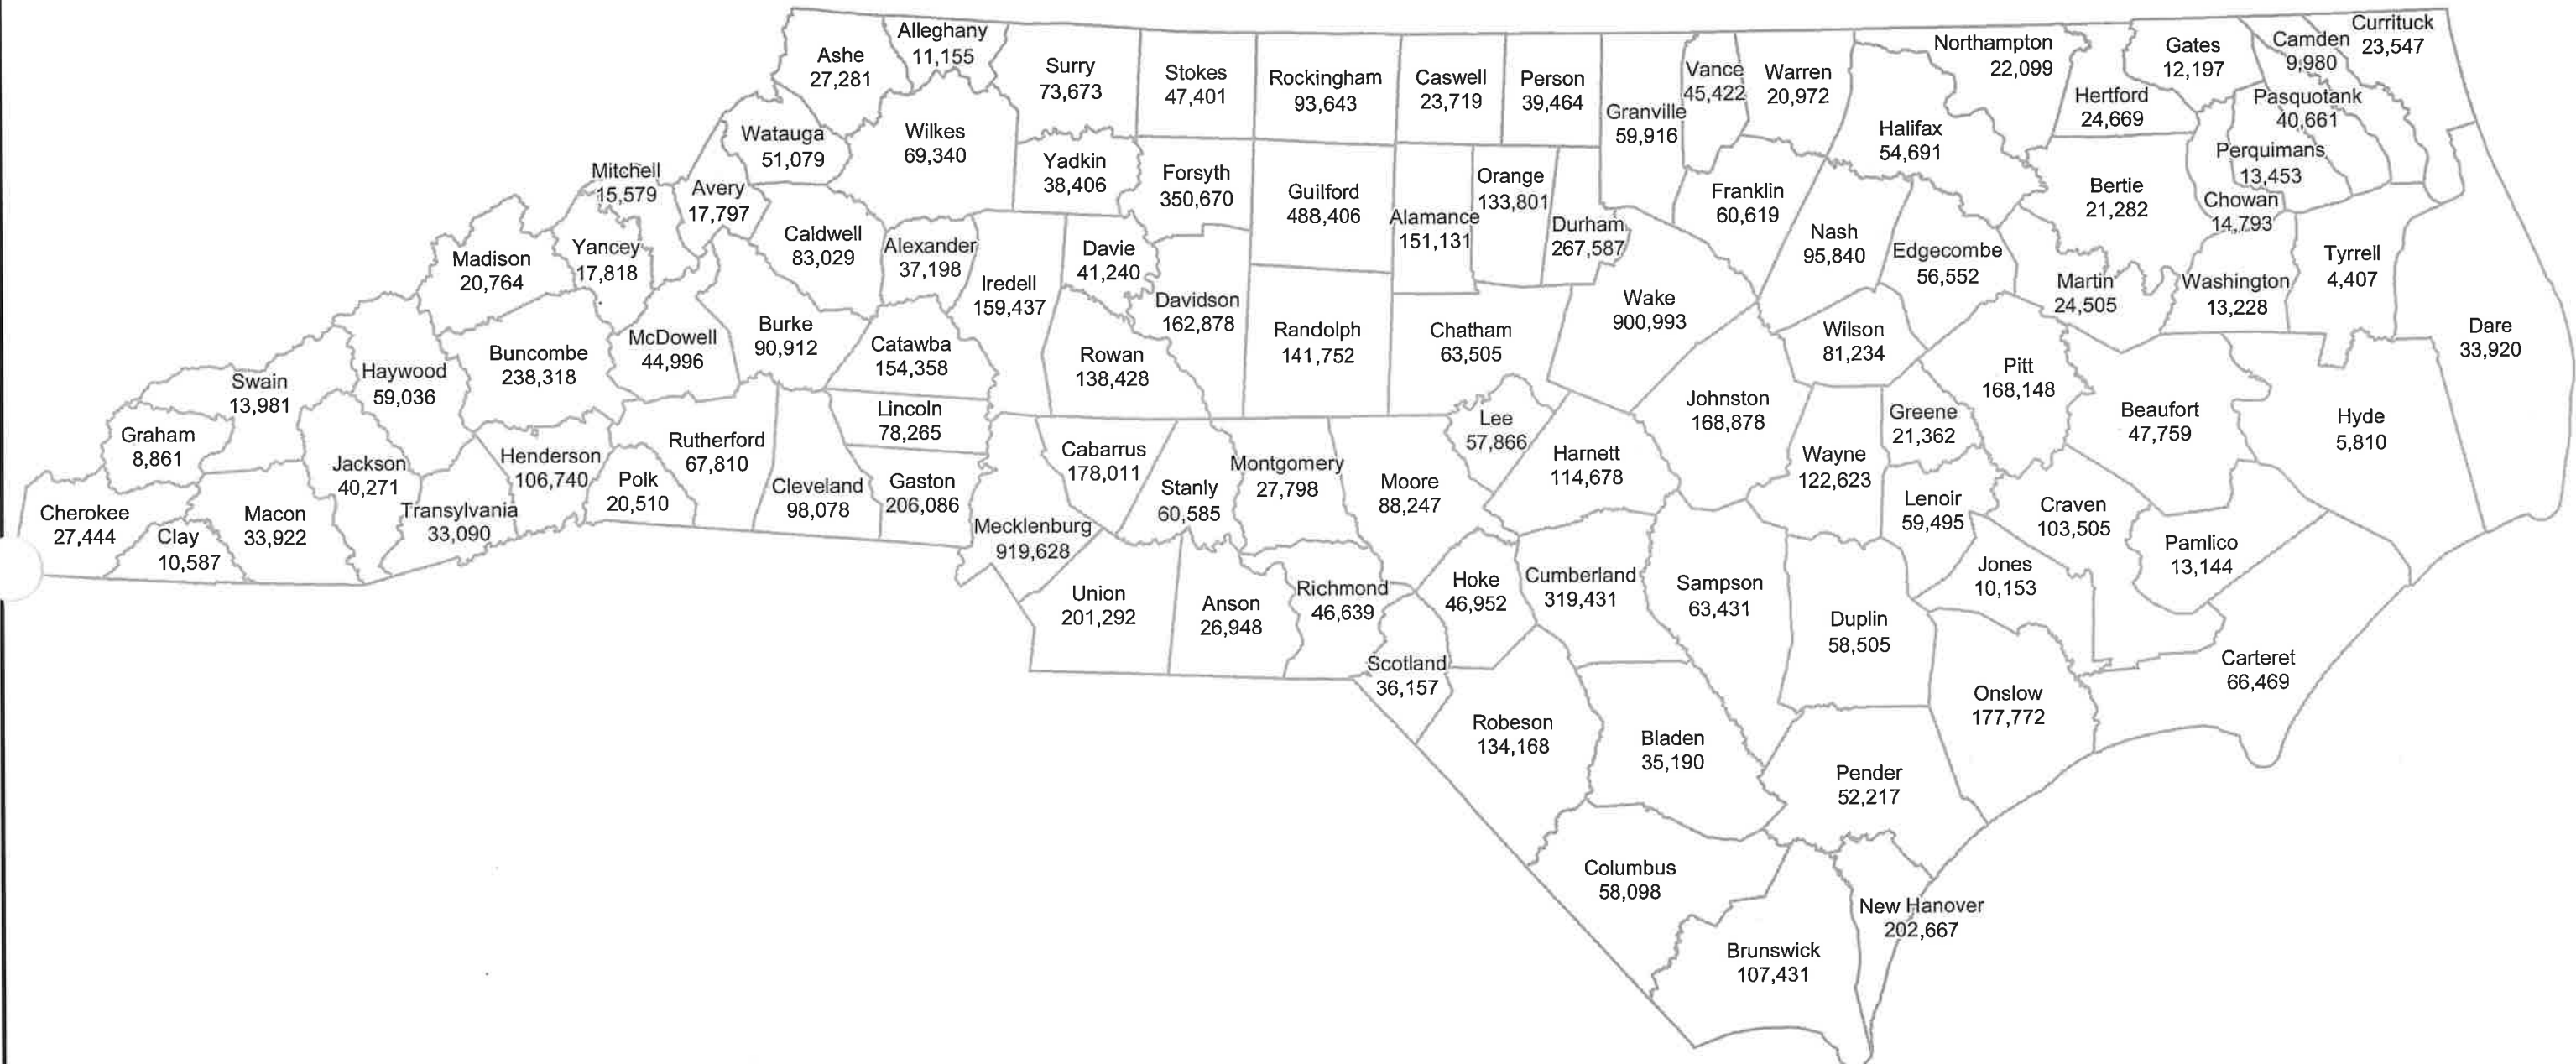 Alleghany
11,155
Ashe
27,281
Surry
73,673
Stokes
47,401
Rockingham
93,643
Caswell
23,719
Person
39,464
Granville
59,916
Vance
45,422
Warren
20,972
Northampton
22,099
Gates
12,197
Camden
9,980
Currituck
23,547
Hertford
24,669
Pasquotank
40,661
Halifax
54,691
Watauga
51,079
Wilkes
69,340
Yadkin
38,406
Forsyth
350,670
Guilford
488,406
Alamance
151,131
Orange
133,801
Durham
267,587
Franklin
60,619
Nash
95,840
Edgecombe
56,552
Bertie
21,282
Perquimans
13,453
Chowan
14,793
Mitchell
15,579
Avery
17,797
Madison
20,764
Yancey
17,818
Caldwell
83,029
Alexander
37,198
Iredell
159,437
Davie
41,240
Davidson
162,878
Randolph
141,752
Chatham
63,505
Wake
900,993
Wilson
81,234
Martin
24,505
Washington
13,228
Tyrrell
4,407
Dare
33,920
Swain
13,981
Haywood
59,036
Buncombe
238,318
McDowell
44,996
Burke
90,912
Catawba
154,358
Rowan
138,428
Johnston
168,878
Greene
21,362
Pitt
168,148
Beaufort
47,759
Hyde
5,810
Graham
8,861
Jackson
40,271
Henderson
106,740
Polk
20,510
Rutherford
67,810
Cleveland
98,078
Lincoln
78,265
Gaston
206,086
Cabarrus
178,011
Stanly
60,585
Montgomery
27,798
Moore
88,247
Lee
57,866
Harnett
114,678
Wayne
122,623
Lenoir
59,495
Craven
103,505
Pamlico
13,144
Cherokee
27,444
Clay
10,587
Macon
33,922
Transylvania
33,090
Mecklenburg
919,628
Union
201,292
Anson
26,948
Richmond
46,639
Hoke
46,952
Cumberland
319,431
Sampson
63,431
Duplin
58,505
Jones
10,153
Carteret
66,469
Scotland
36,157
Robeson
134,168
Bladen
35,190
Pender
52,217
Onslow
177,772
Columbus
58,098
Brunswick
107,431
New Hanover
202,667